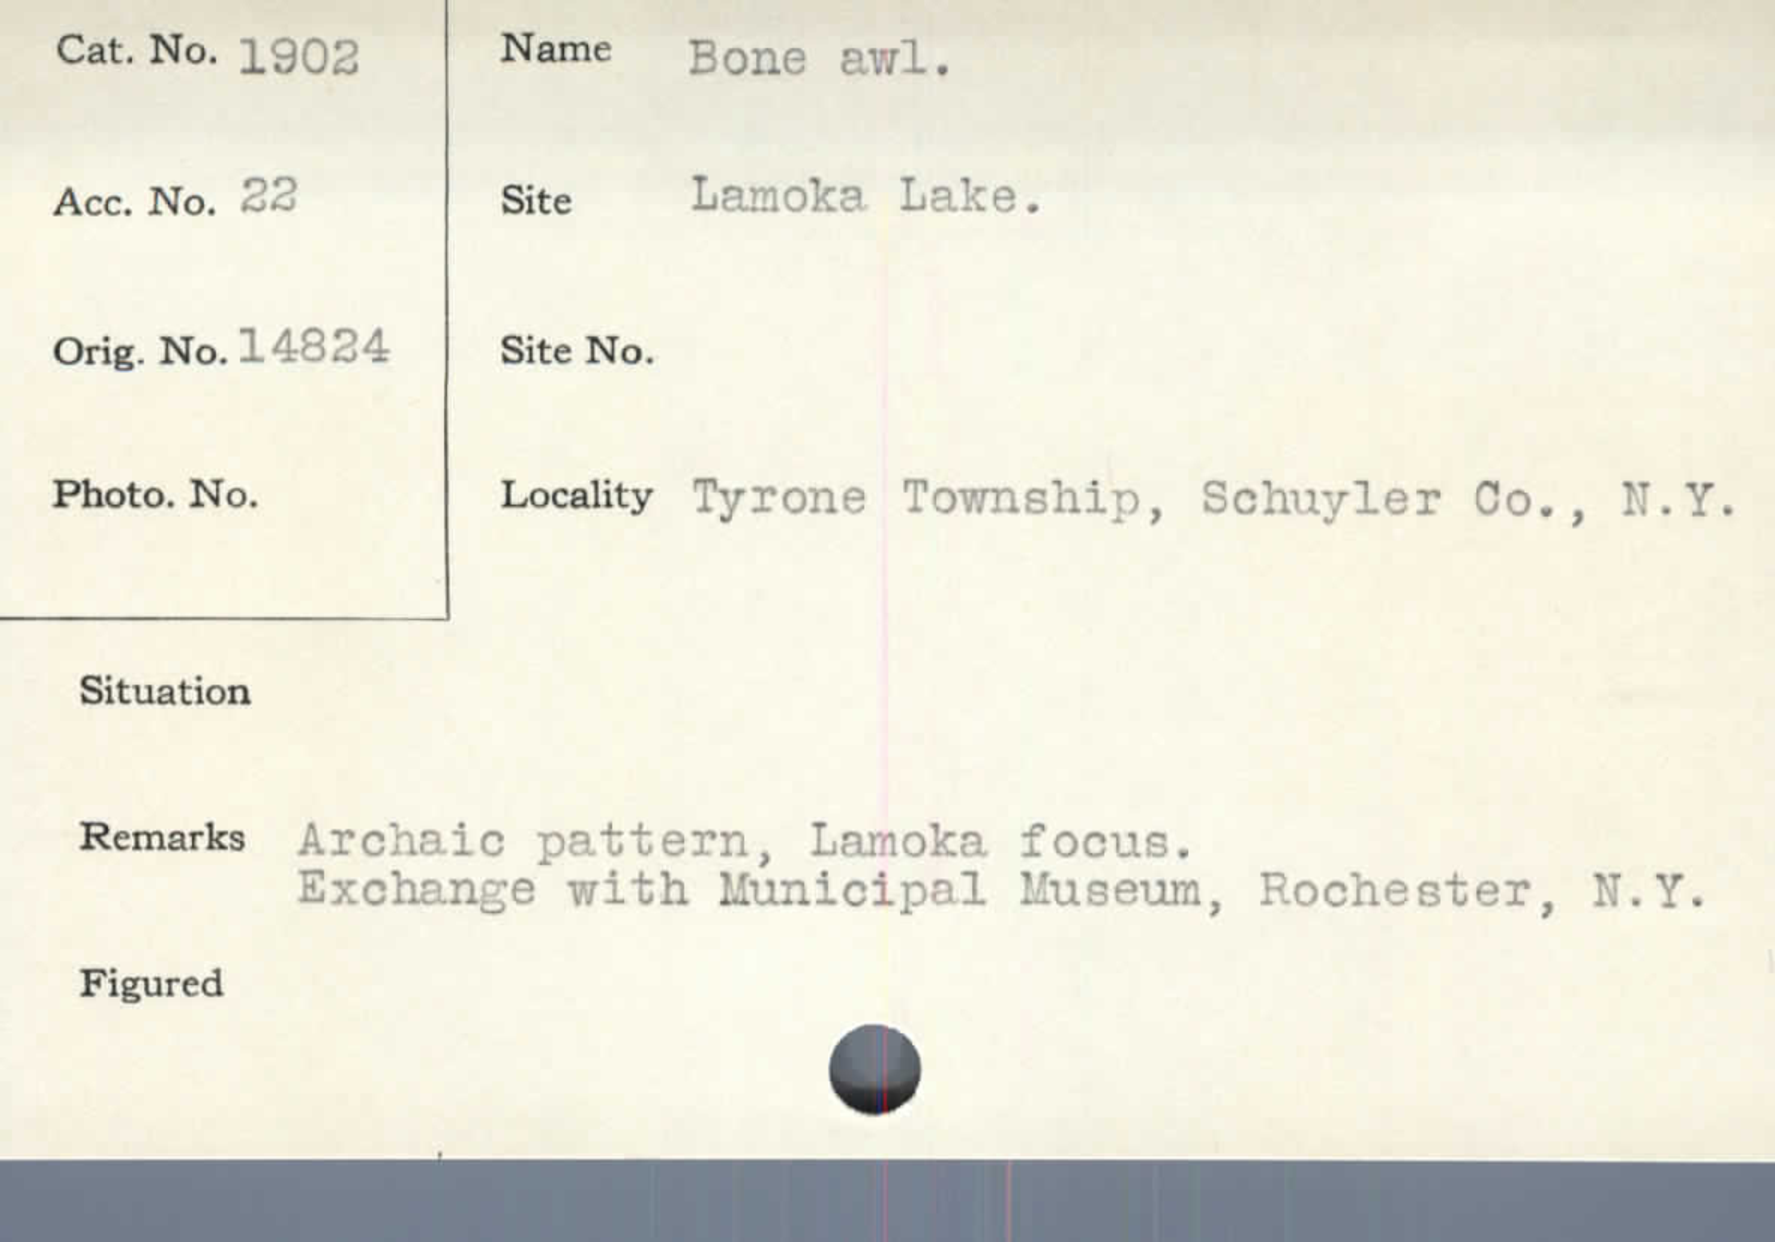 Cat. No. 1902
Name Bone awl.
Acc. No. 22
Site Lamoka Lake.
Orig. No. 14824
Site No.
Photo. No.
Locality Tyrone Township, Schuyler Co., N.Y.
Situation
Remarks Archaic pattern, Lamoka focus.
Exchange with Municipal Museum, Rochester, N.Y.
Figured